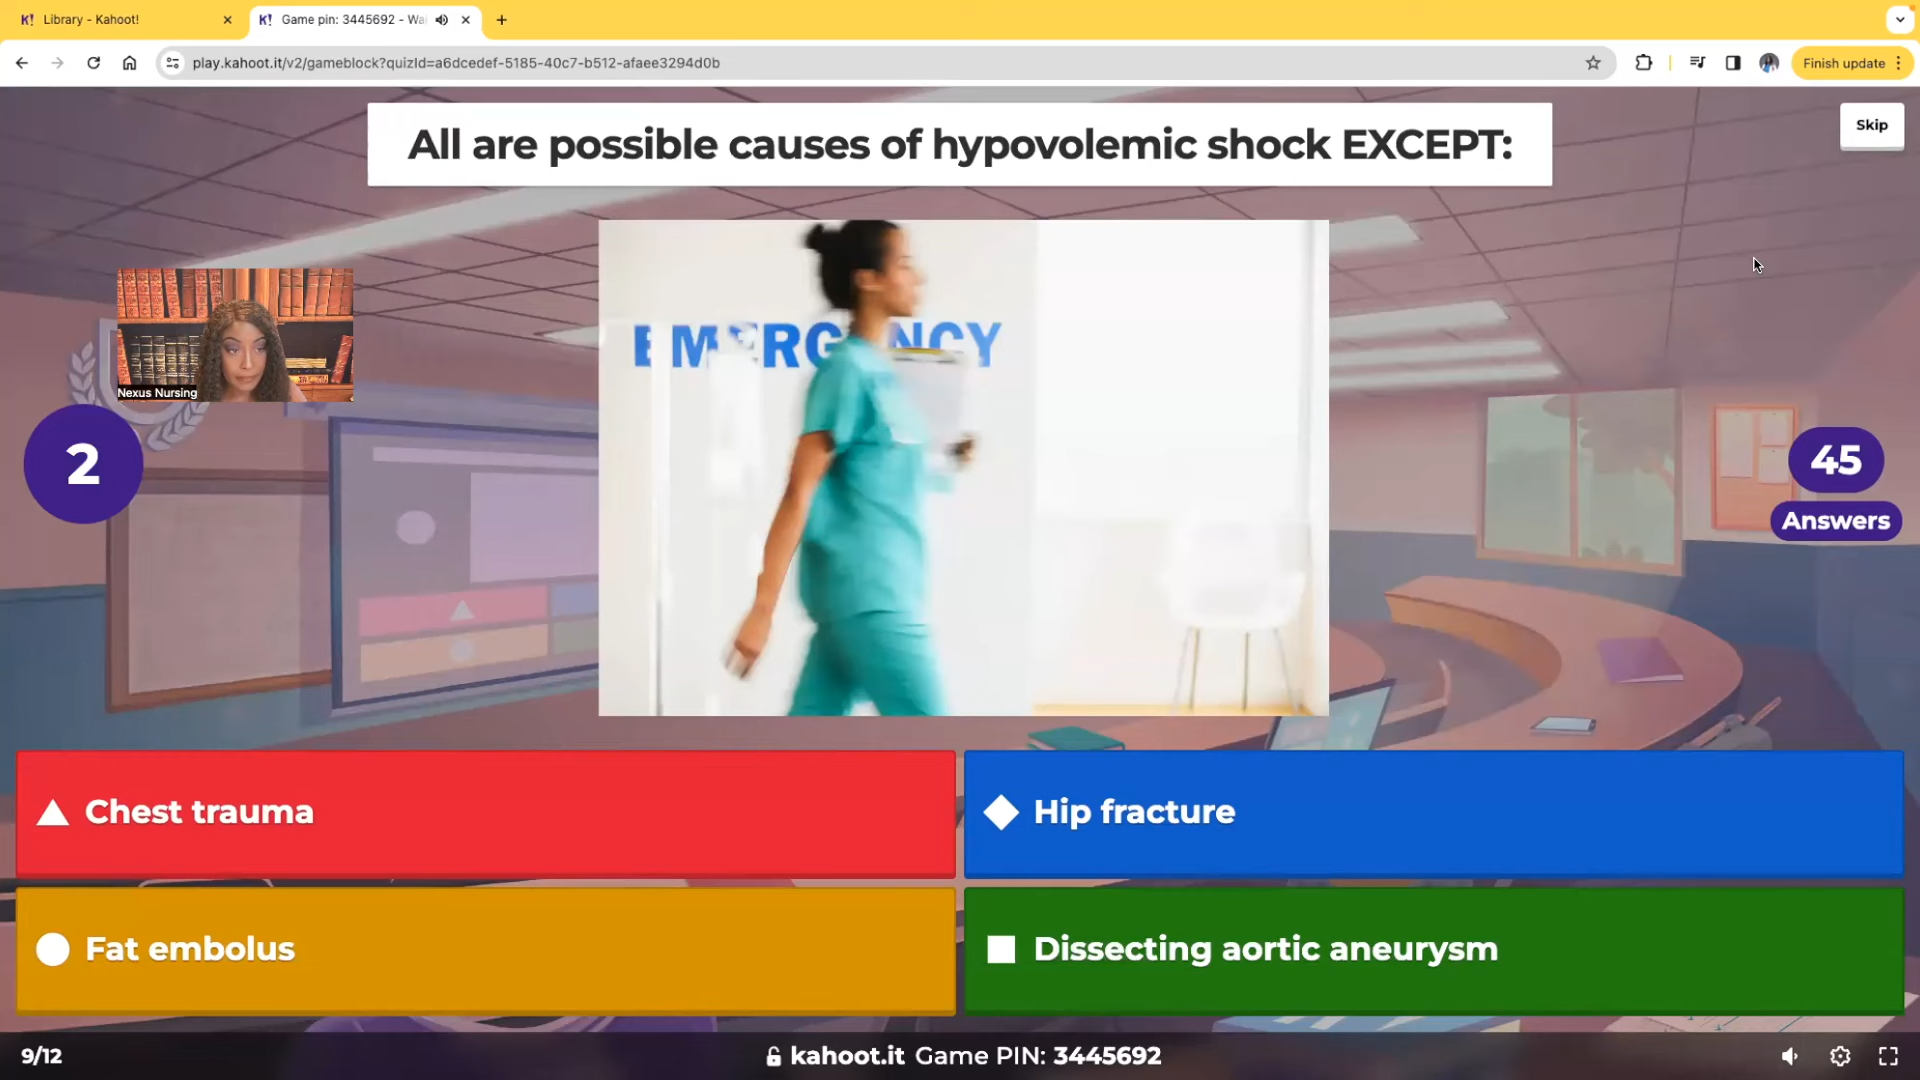 Library - Kahoot!
Game pin: 3445692 - Wai
play.kahoot.it/v2/gameblock?quizId=a6dcedef-5185-40c7-b512-afaee3294d0b
Finish update
All are possible causes of hypovolemic shock EXCEPT:
Skip
EMERGENCY
Nexus Nursing
2
45
Answers
Chest trauma
Hip fracture
Fat embolus
Dissecting aortic aneurysm
9/12
kahoot.it Game PIN: 3445692